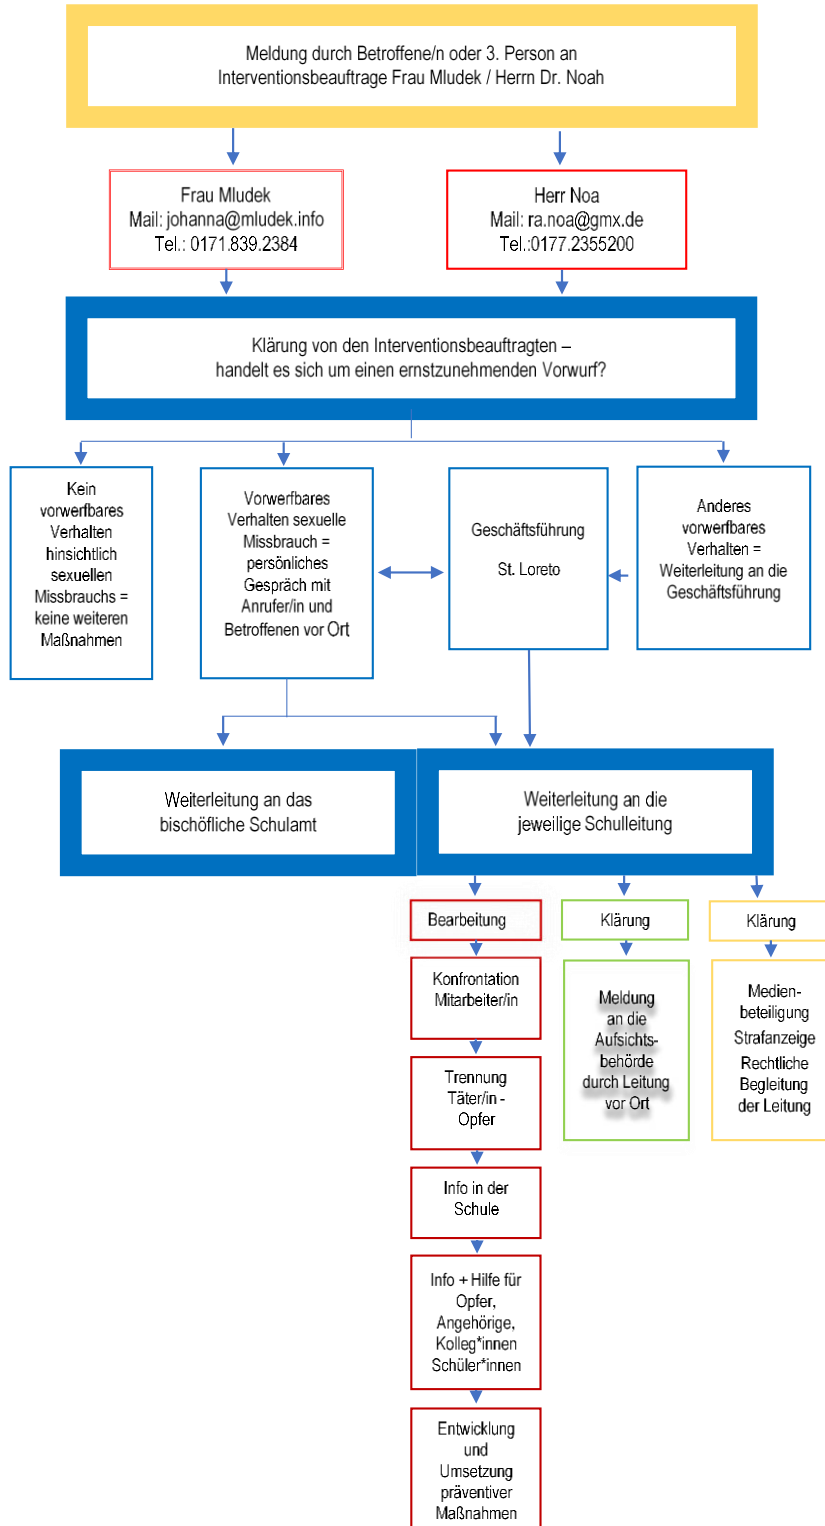 Meldung durch Betroffene/n oder 3. Person an
Interventionsbeauftrage Frau Mludek / Herrn Dr. Noah
Frau Mludek
Mail: johanna@mludek.info
Tel.: 0171.839.2384
Herr Noa
Mail: ra.noa@gmx.de
Tel.:0177.2355200
Klärung von den Interventionsbeauftragten –
handelt es sich um einen ernstzunehmenden Vorwurf?
Kein
vorwerfbares
Verhalten
hinsichtlich
sexuellen
Missbrauchs =
keine weiteren
Maßnahmen
Vorwerfbares
Verhalten sexuelle
Missbrauch =
persönliches
Gespräch mit
Anrufer/in und
Betroffenen vor Ort
Geschäftsführung
St. Loreto
Anderes
vorwerfbares
Verhalten =
Weiterleitung an die
Geschäftsführung
Weiterleitung an das
bischöfliche Schulamt
Weiterleitung an die
jeweilige Schulleitung
Bearbeitung
Konfrontation
Mitarbeiter/in
Trennung
Täter/in -
Opfer
Info in der
Schule
Info + Hilfe für
Opfer,
Angehörige,
Kolleg*innen
Schüler*innen
Entwicklung
und
Umsetzung
präventiver
Maßnahmen
Klärung
Meldung
an die
Aufsichts-
behörde
durch Leitung
vor Ort
Klärung
Medien-
beteiligung
Strafanzeige
Rechtliche
Begleitung
der Leitung